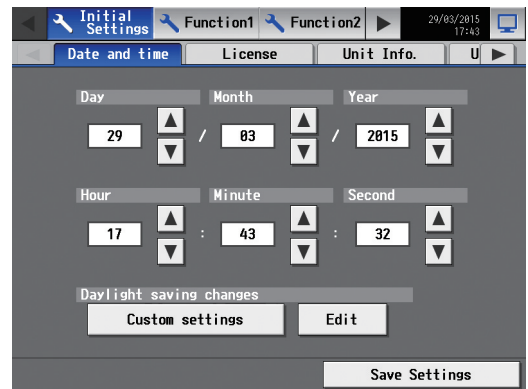 Initial Settings
Function1
Function2
29/03/2015
17:43
Date and time
License
Unit Info.
U
Day
Month
Year
29 / 03 / 2015
Hour
Minute
Second
17 : 43 : 32
Daylight saving changes
Custom settings
Edit
Save Settings